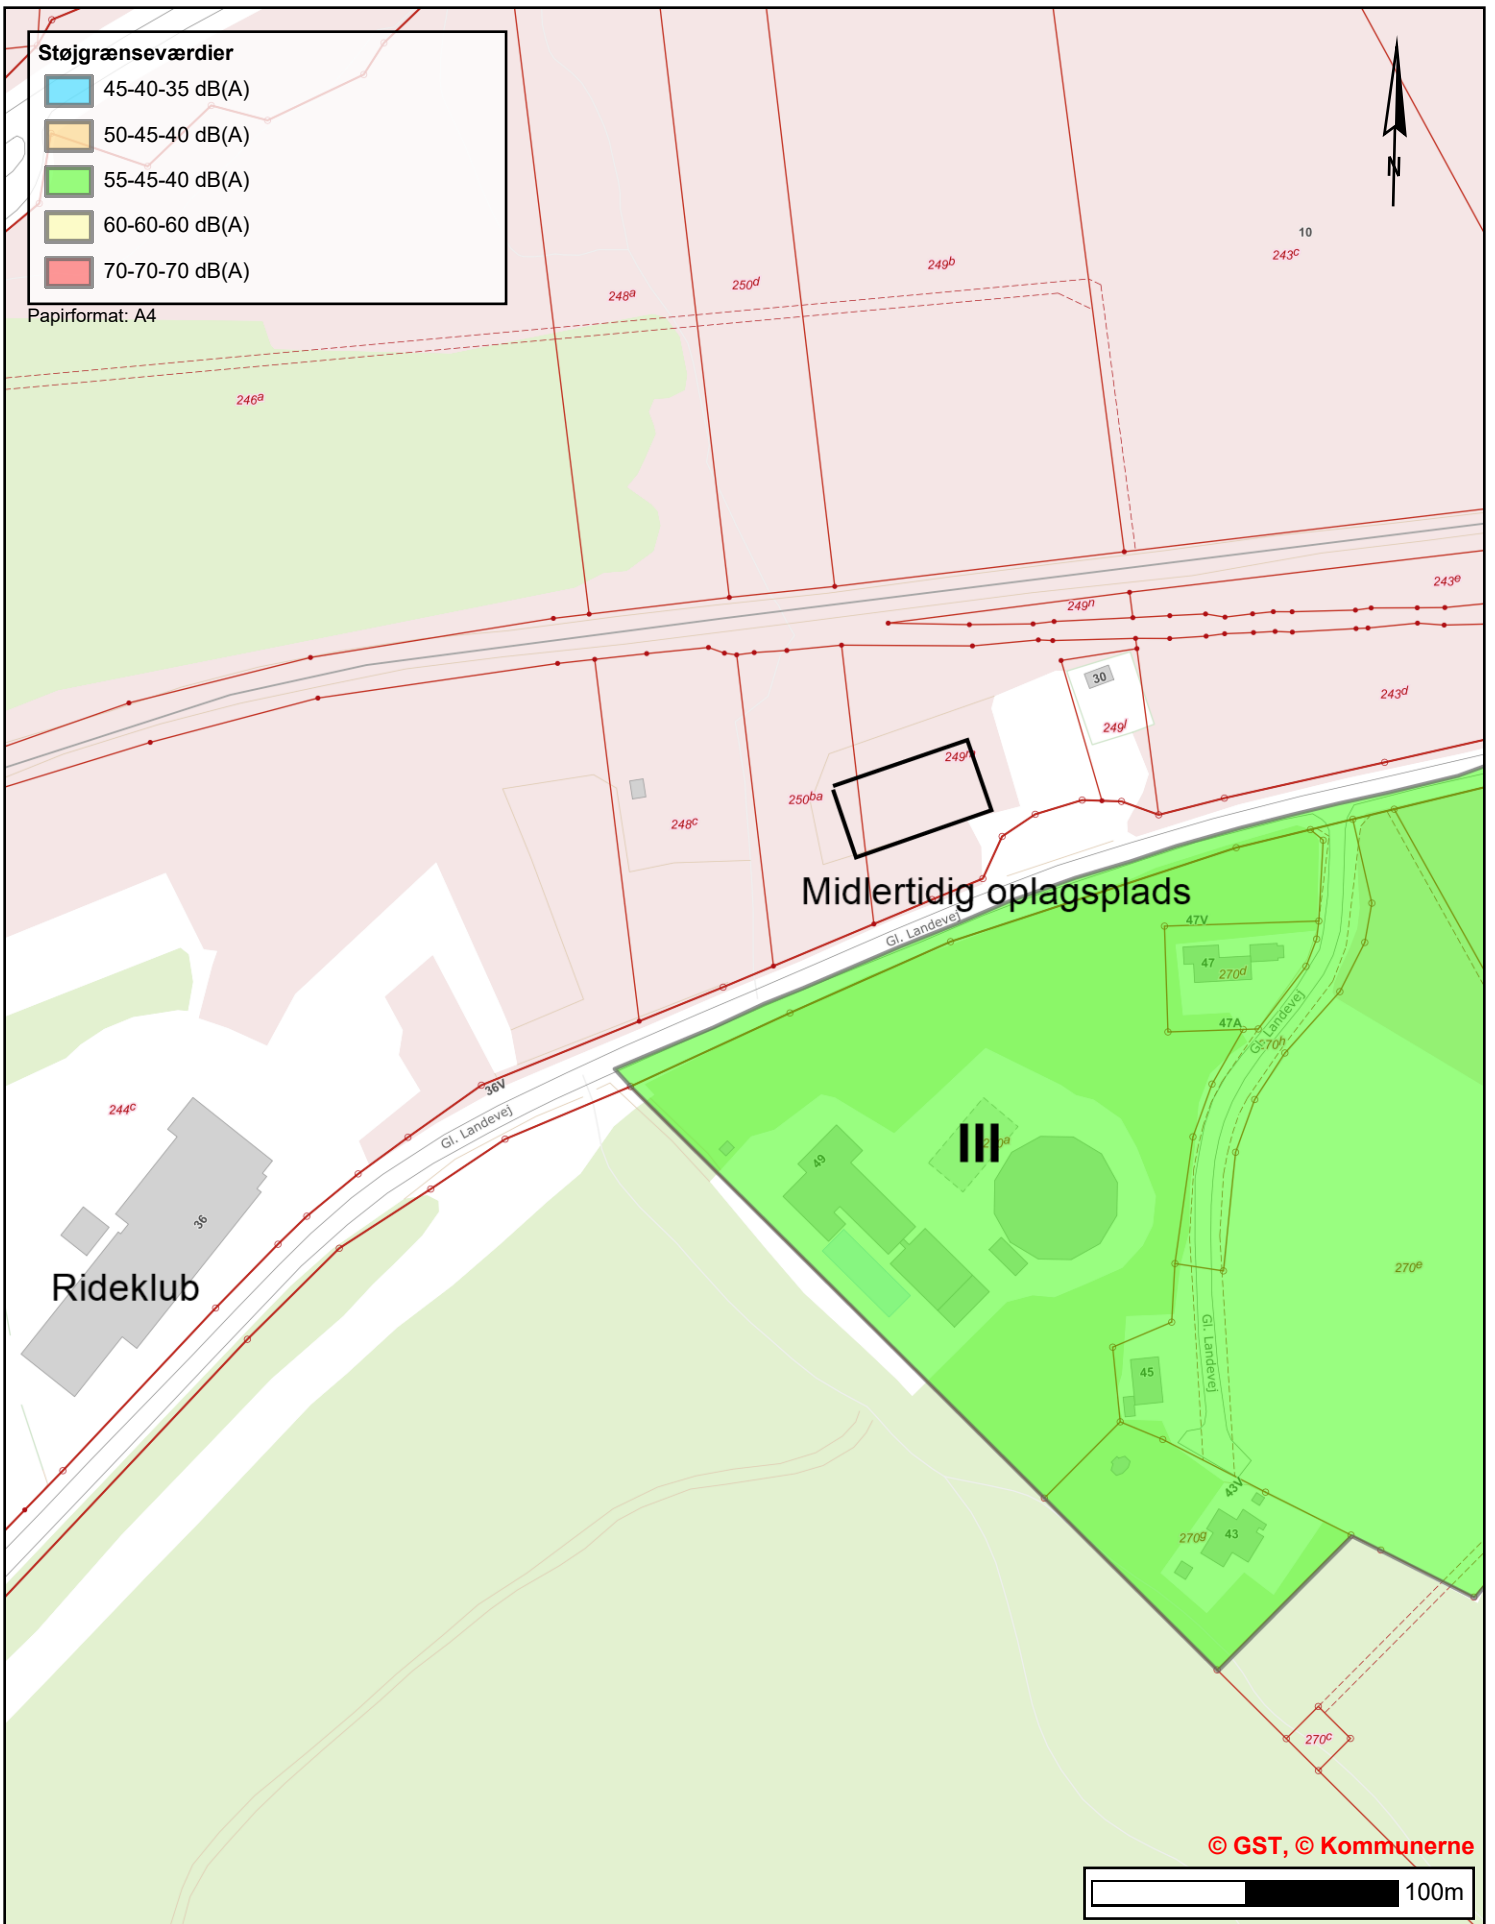 Støjgrænseværdier
45-40-35 dB(A)
50-45-40 dB(A)
55-45-40 dB(A)
60-60-60 dB(A)
70-70-70 dB(A)
Papirformat: A4
N
10
243c
249b
250d
248a
246a
243e
249n
30
243d
249l
249m
250ba
248c
Midlertidig oplagsplads
Gl. Landevej
47V
47
270d
47A
Gl. Landevej
270h
36V
Gl. Landevej
244c
III
49
36
Rideklub
270e
Gl. Landevej
45
43V
43
270g
270c
© GST, © Kommunerne
100m